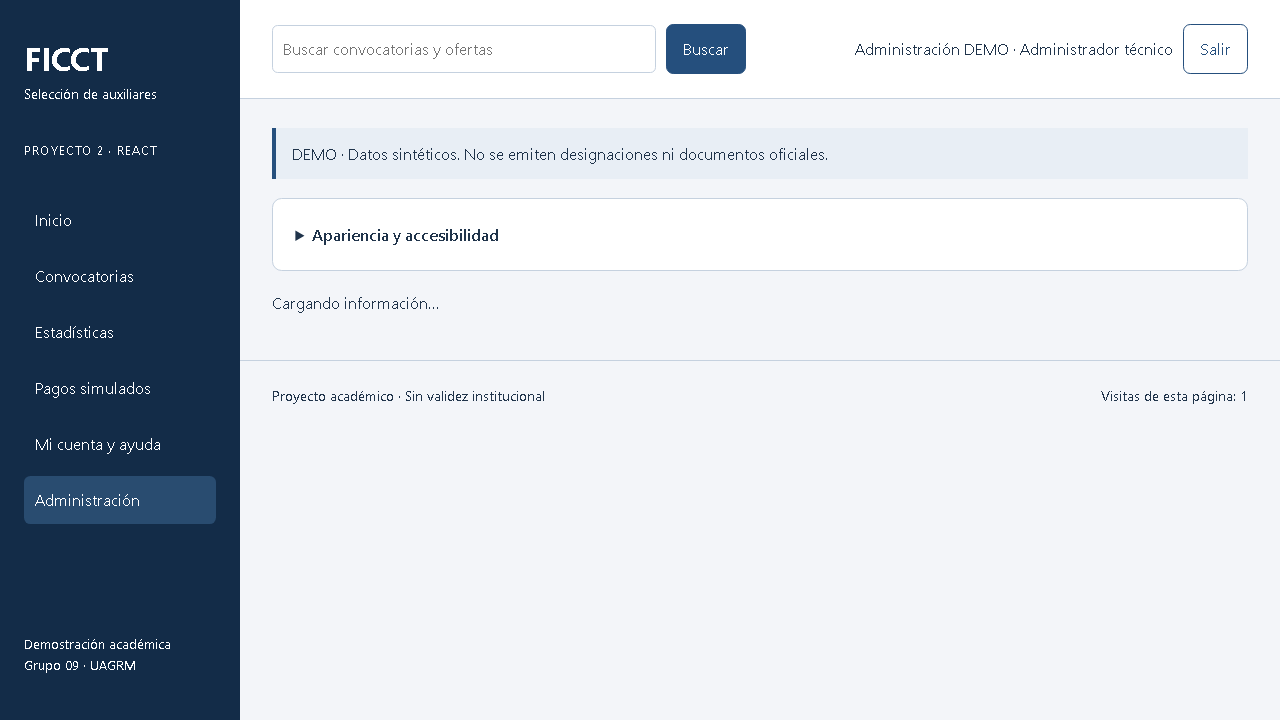 FICCT
Selección de auxiliares
PROYECTO 2 · REACT
Inicio
Convocatorias
Estadísticas
Pagos simulados
Mi cuenta y ayuda
Administración
Demostración académica
Grupo 09 · UAGRM
Buscar convocatorias y ofertas
Buscar
Administración DEMO · Administrador técnico
Salir
DEMO · Datos sintéticos. No se emiten designaciones ni documentos oficiales.
Apariencia y accesibilidad
Cargando información...
Proyecto académico · Sin validez institucional
Visitas de esta página: 1